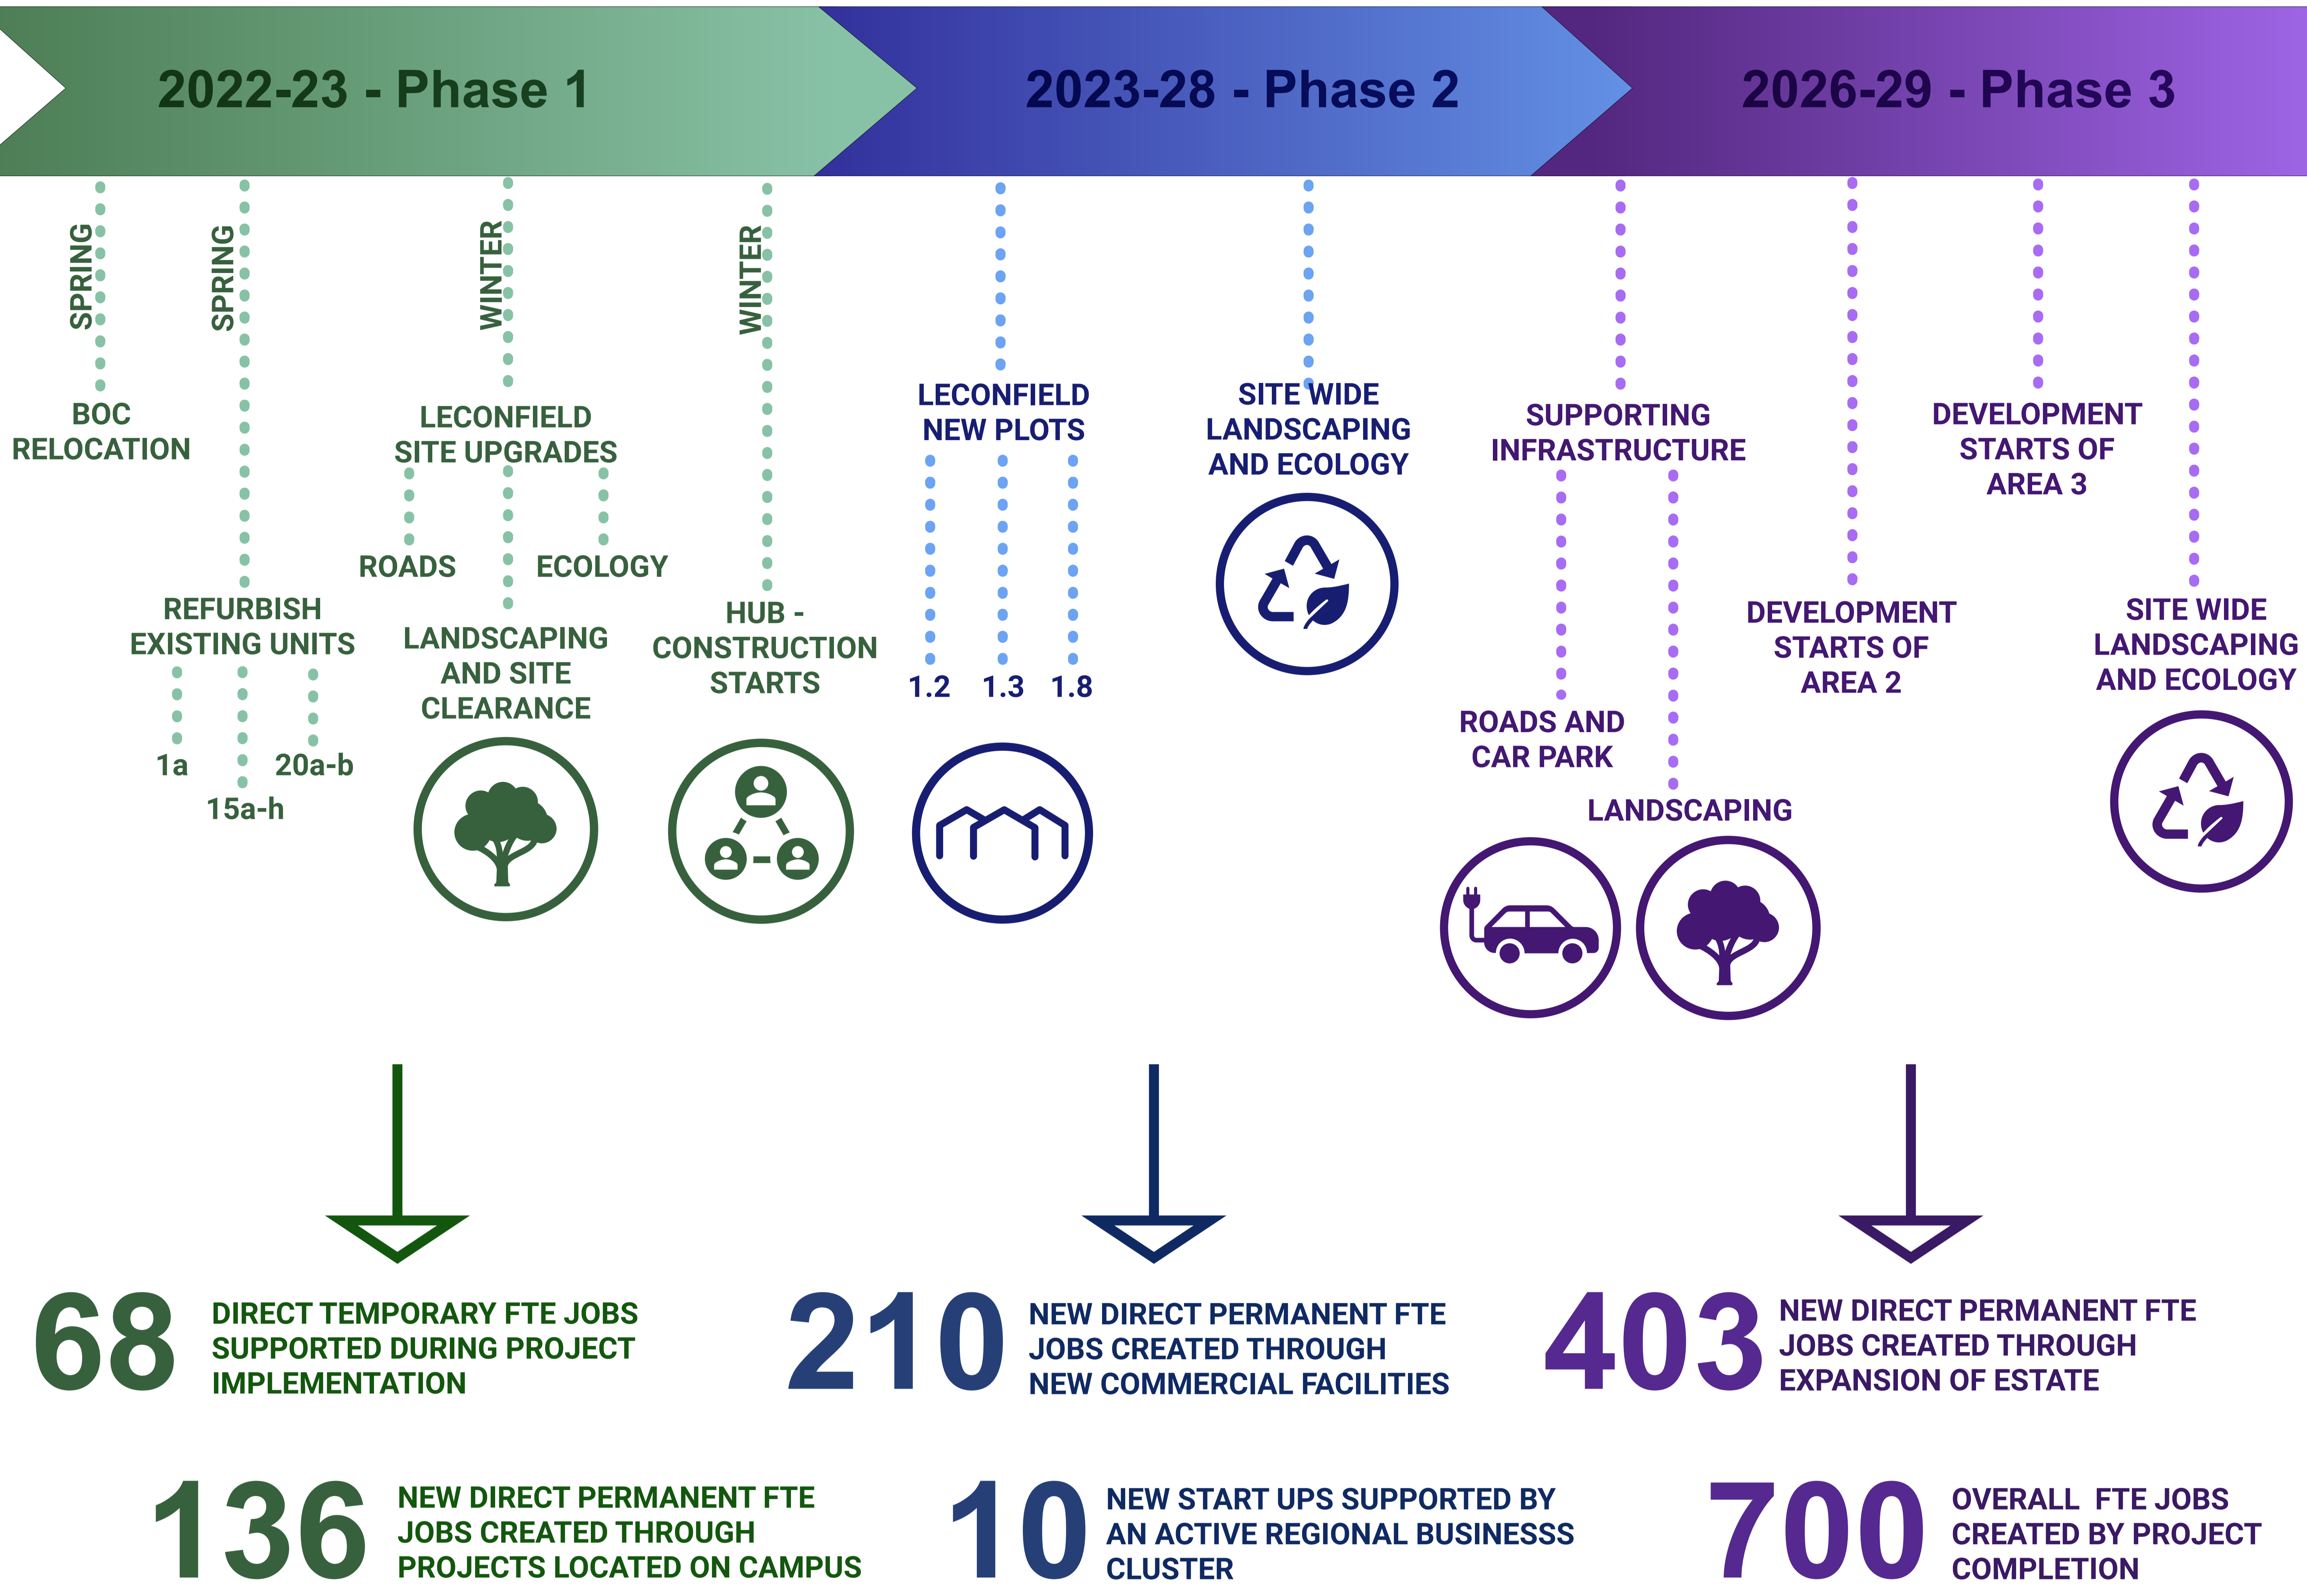 2022-23 - Phase 1
2023-28 - Phase 2
2026-29 - Phase 3
SPRING
BOC
RELOCATION
SPRING
REFURBISH
EXISTING UNITS
1a
15a-h
20a-b
WINTER
LECONFIELD
SITE UPGRADES
ROADS
ECOLOGY
LANDSCAPING
AND SITE
CLEARANCE
WINTER
HUB -
CONSTRUCTION
STARTS
LECONFIELD
NEW PLOTS
1.2
1.3
1.8
SITE WIDE
LANDSCAPING
AND ECOLOGY
SUPPORTING
INFRASTRUCTURE
ROADS AND
CAR PARK
LANDSCAPING
DEVELOPMENT
STARTS OF
AREA 2
DEVELOPMENT
STARTS OF
AREA 3
SITE WIDE
LANDSCAPING
AND ECOLOGY
68
DIRECT TEMPORARY FTE JOBS
SUPPORTED DURING PROJECT
IMPLEMENTATION
136
NEW DIRECT PERMANENT FTE
JOBS CREATED THROUGH
PROJECTS LOCATED ON CAMPUS
210
NEW DIRECT PERMANENT FTE
JOBS CREATED THROUGH
NEW COMMERCIAL FACILITIES
10
NEW START UPS SUPPORTED BY
AN ACTIVE REGIONAL BUSINESSS
CLUSTER
403
NEW DIRECT PERMANENT FTE
JOBS CREATED THROUGH
EXPANSION OF ESTATE
700
OVERALL FTE JOBS
CREATED BY PROJECT
COMPLETION